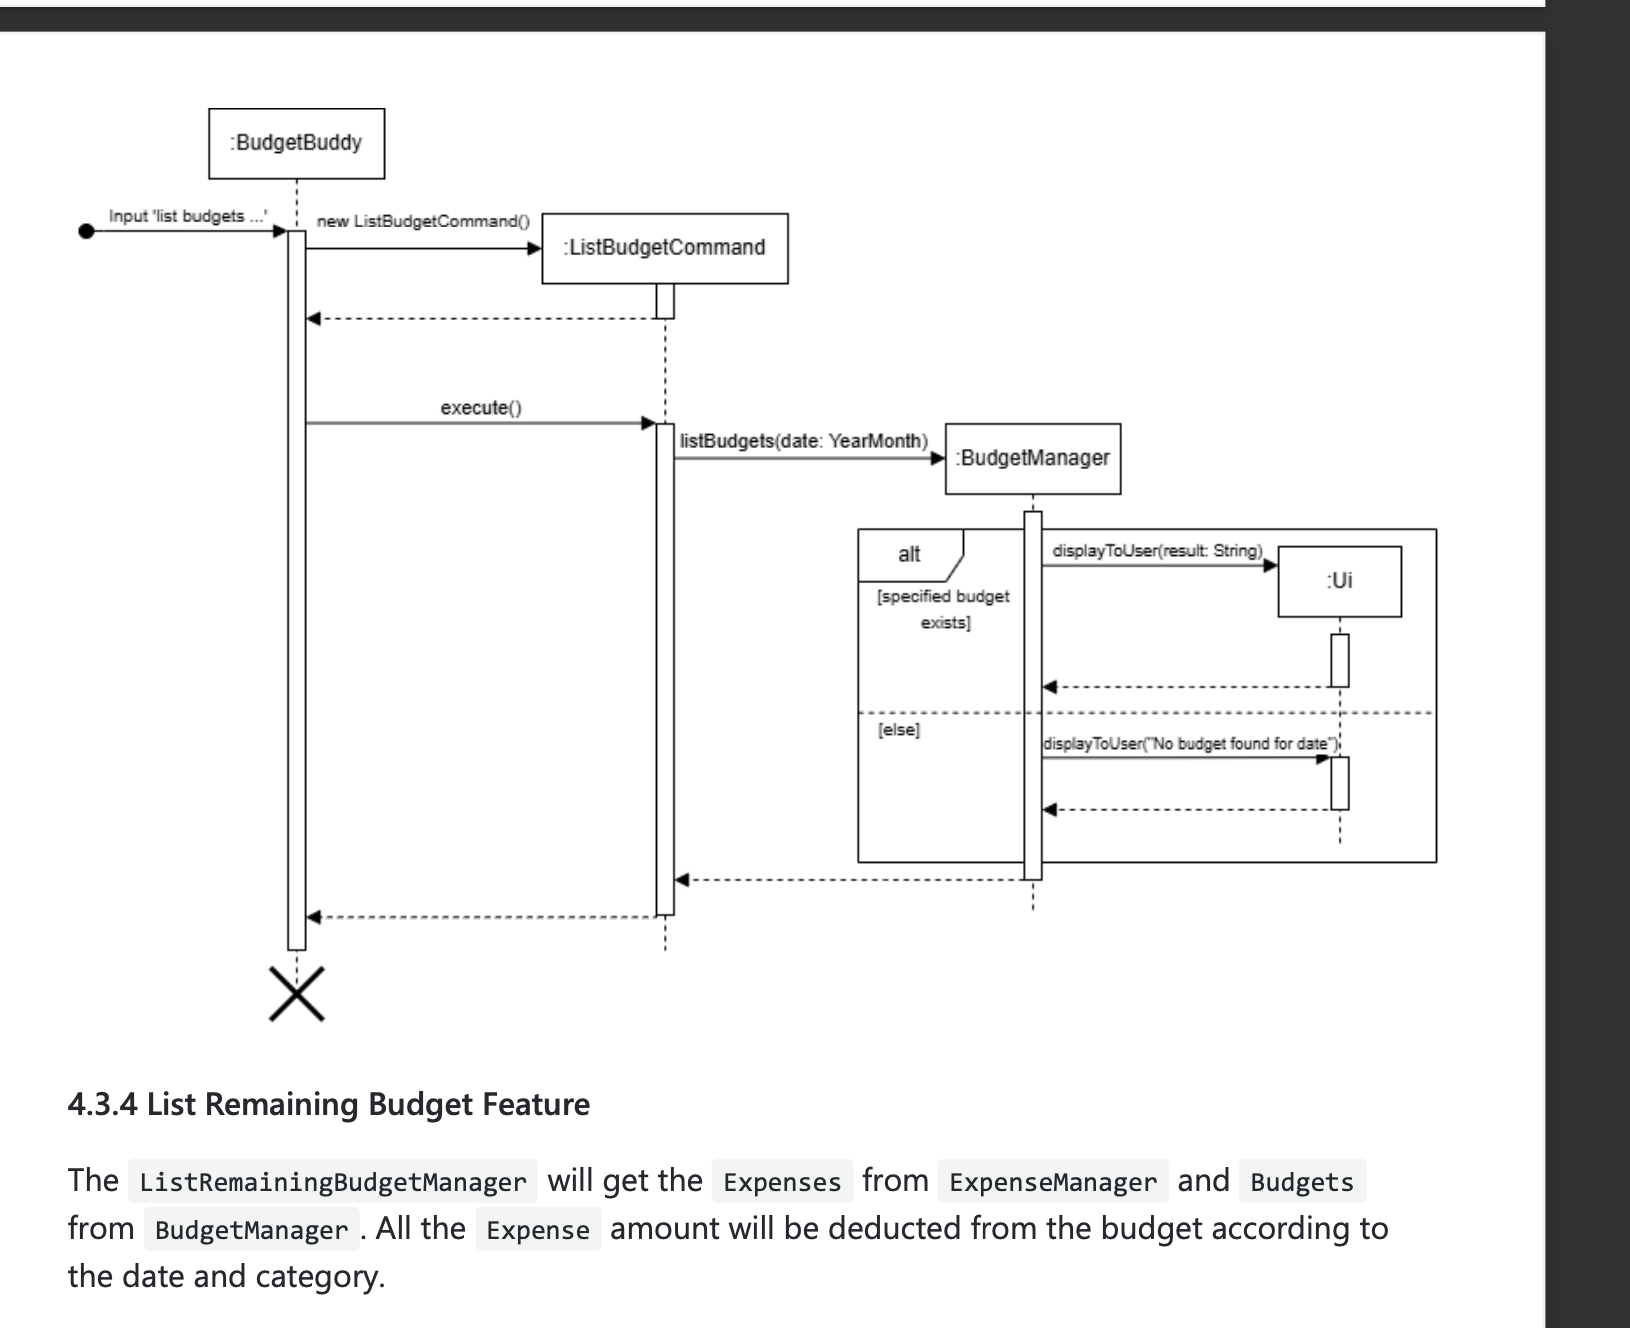 :BudgetBuddy
Input 'list budgets ...'
new ListBudgetCommand()
:ListBudgetCommand
execute()
listBudgets(date: YearMonth)
:BudgetManager
alt
displayToUser(result: String)
:Ui
[specified budget
exists]
[else]
displayToUser("No budget found for date")
4.3.4 List Remaining Budget Feature
The ListRemainingBudgetManager will get the Expenses from ExpenseManager and Budgets
from BudgetManager . All the Expense amount will be deducted from the budget according to
the date and category.